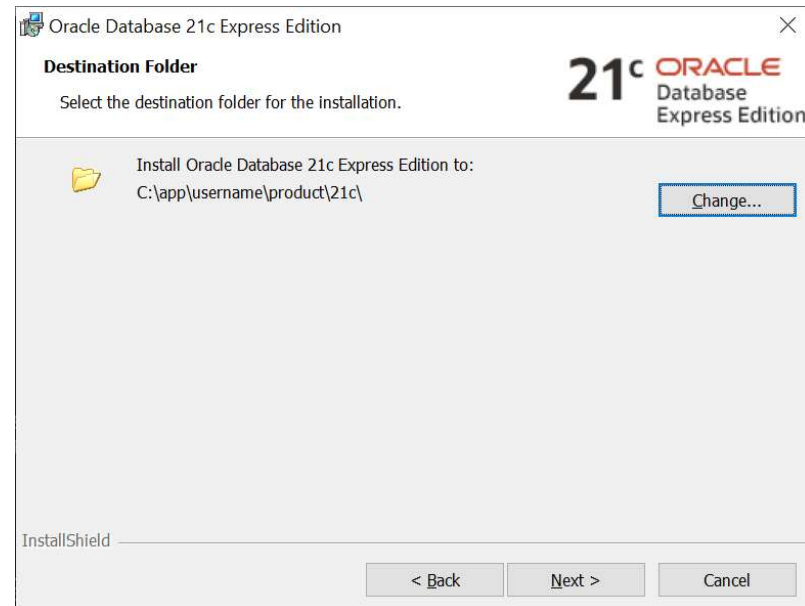 Oracle Database 21c Express Edition
Destination Folder
Select the destination folder for the installation.
21c ORACLE
Database
Express Edition
Install Oracle Database 21c Express Edition to:
C:\app\username\product\21c\
Change...
InstallShield
< Back
Next >
Cancel